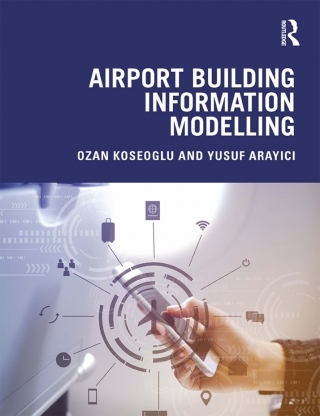 ROUTLEDGE
AIRPORT BUILDING
INFORMATION
MODELLING
OZAN KOSEOGLU AND YUSUF ARAYICI